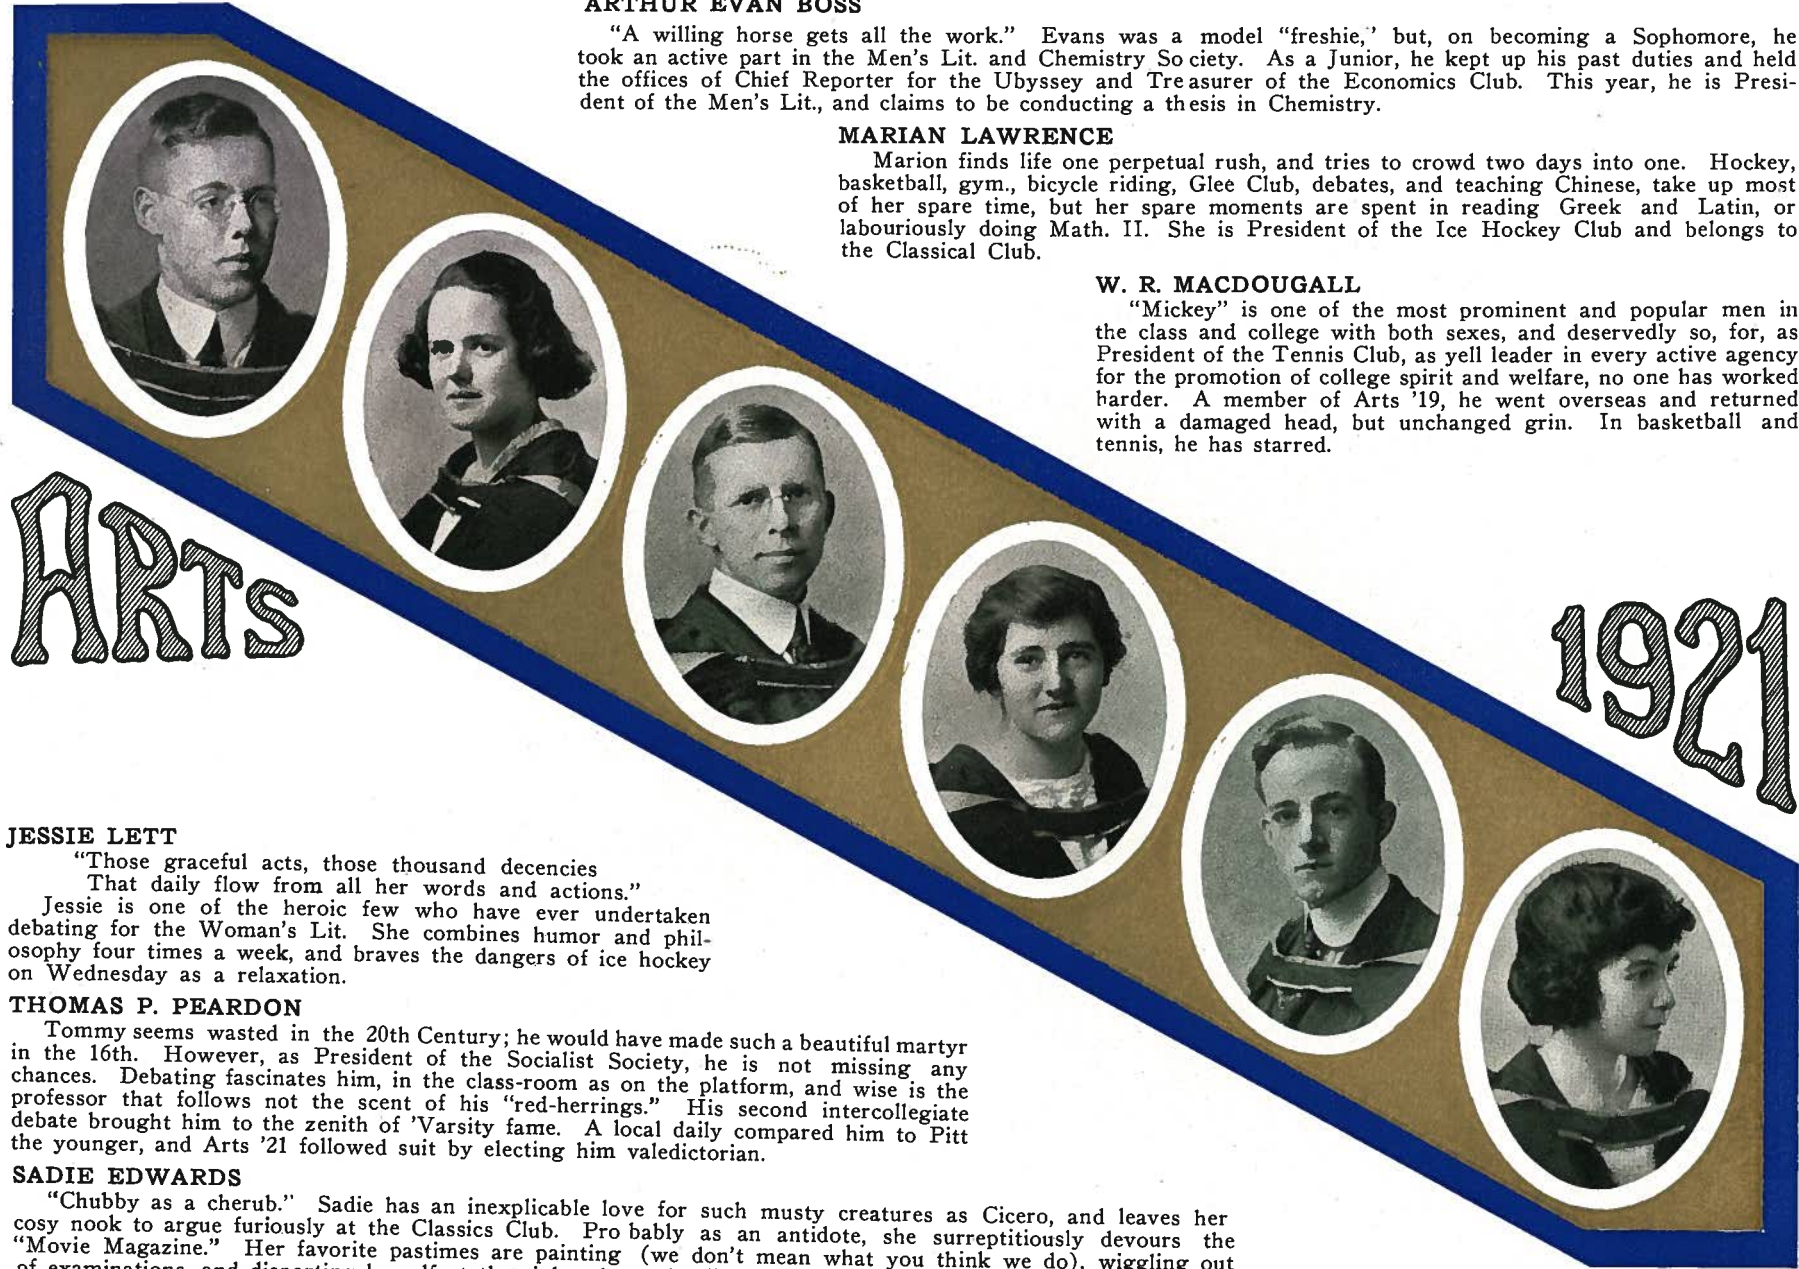 ARTHUR EVAN BOSS
"A willing horse gets all the work." Evans was a model "freshie,' but, on becoming a Sophomore, he
took an active part in the Men's Lit. and Chemistry So ciety. As a Junior, he kept up his past duties and held
the offices of Chief Reporter for the Ubyssey and Tre asurer of the Economics Club. This year, he is Presi-
dent of the Men's Lit., and claims to be conducting a thesis in Chemistry.
MARIAN LAWRENCE
Marion finds life one perpetual rush, and tries to crowd two days into one. Hockey,
basketball, gym., bicycle riding, Glee Club, debates, and teaching Chinese, take up most
of her spare time, but her spare moments are spent in reading Greek and Latin, or
labouriously doing Math. II. She is President of the Ice Hockey Club and belongs to
the Classical Club.
W. R. MACDOUGALL
"Mickey" is one of the most prominent and popular men in
the class and college with both sexes, and deservedly so, for, as
President of the Tennis Club, as yell leader in every active agency
for the promotion of college spirit and welfare, no one has worked
harder. A member of Arts '19, he went overseas and returned
with a damaged head, but unchanged grin. In basketball and
tennis, he has starred.
ARTS
1921
JESSIE LETT
"Those graceful acts, those thousand decencies
That daily flow from all her words and actions."
Jessie is one of the heroic few who have ever undertaken
debating for the Woman's Lit. She combines humor and phil-
osophy four times a week, and braves the dangers of ice hockey
on Wednesday as a relaxation.
THOMAS P. PEARDON
Tommy seems wasted in the 20th Century; he would have made such a beautiful martyr
in the 16th. However, as President of the Socialist Society, he is not missing any
chances. Debating fascinates him, in the class-room as on the platform, and wise is the
professor that follows not the scent of his "red-herrings." His second intercollegiate
debate brought him to the zenith of 'Varsity fame. A local daily compared him to Pitt
the younger, and Arts '21 followed suit by electing him valedictorian.
SADIE EDWARDS
"Chubby as a cherub." Sadie has an inexplicable love for such musty creatures as Cicero, and leaves her
cosy nook to argue furiously at the Classics Club. Pro bably as an antidote, she surreptitiously devours the
"Movie Magazine." Her favorite pastimes are painting (we don't mean what you think we do), wiggling out
of examinations, and